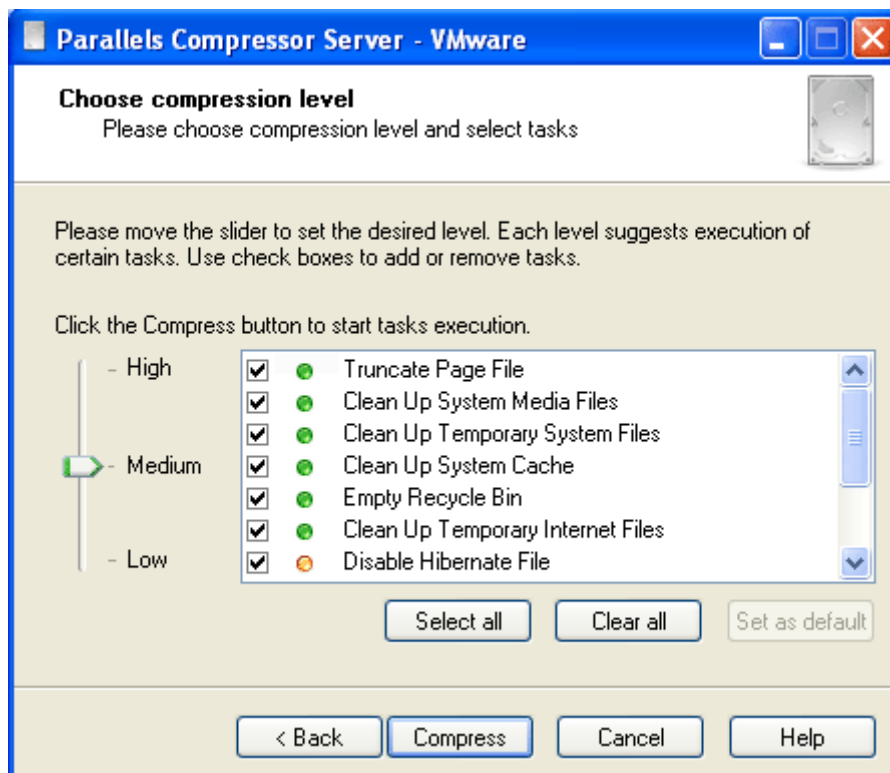 Parallels Compressor Server - VMware
Choose compression level
Please choose compression level and select tasks
Please move the slider to set the desired level. Each level suggests execution of
certain tasks. Use check boxes to add or remove tasks.
Click the Compress button to start tasks execution.
High
Medium
Low
Truncate Page File
Clean Up System Media Files
Clean Up Temporary System Files
Clean Up System Cache
Empty Recycle Bin
Clean Up Temporary Internet Files
Disable Hibernate File
Select all Clear all Set as default
< Back Compress Cancel Help